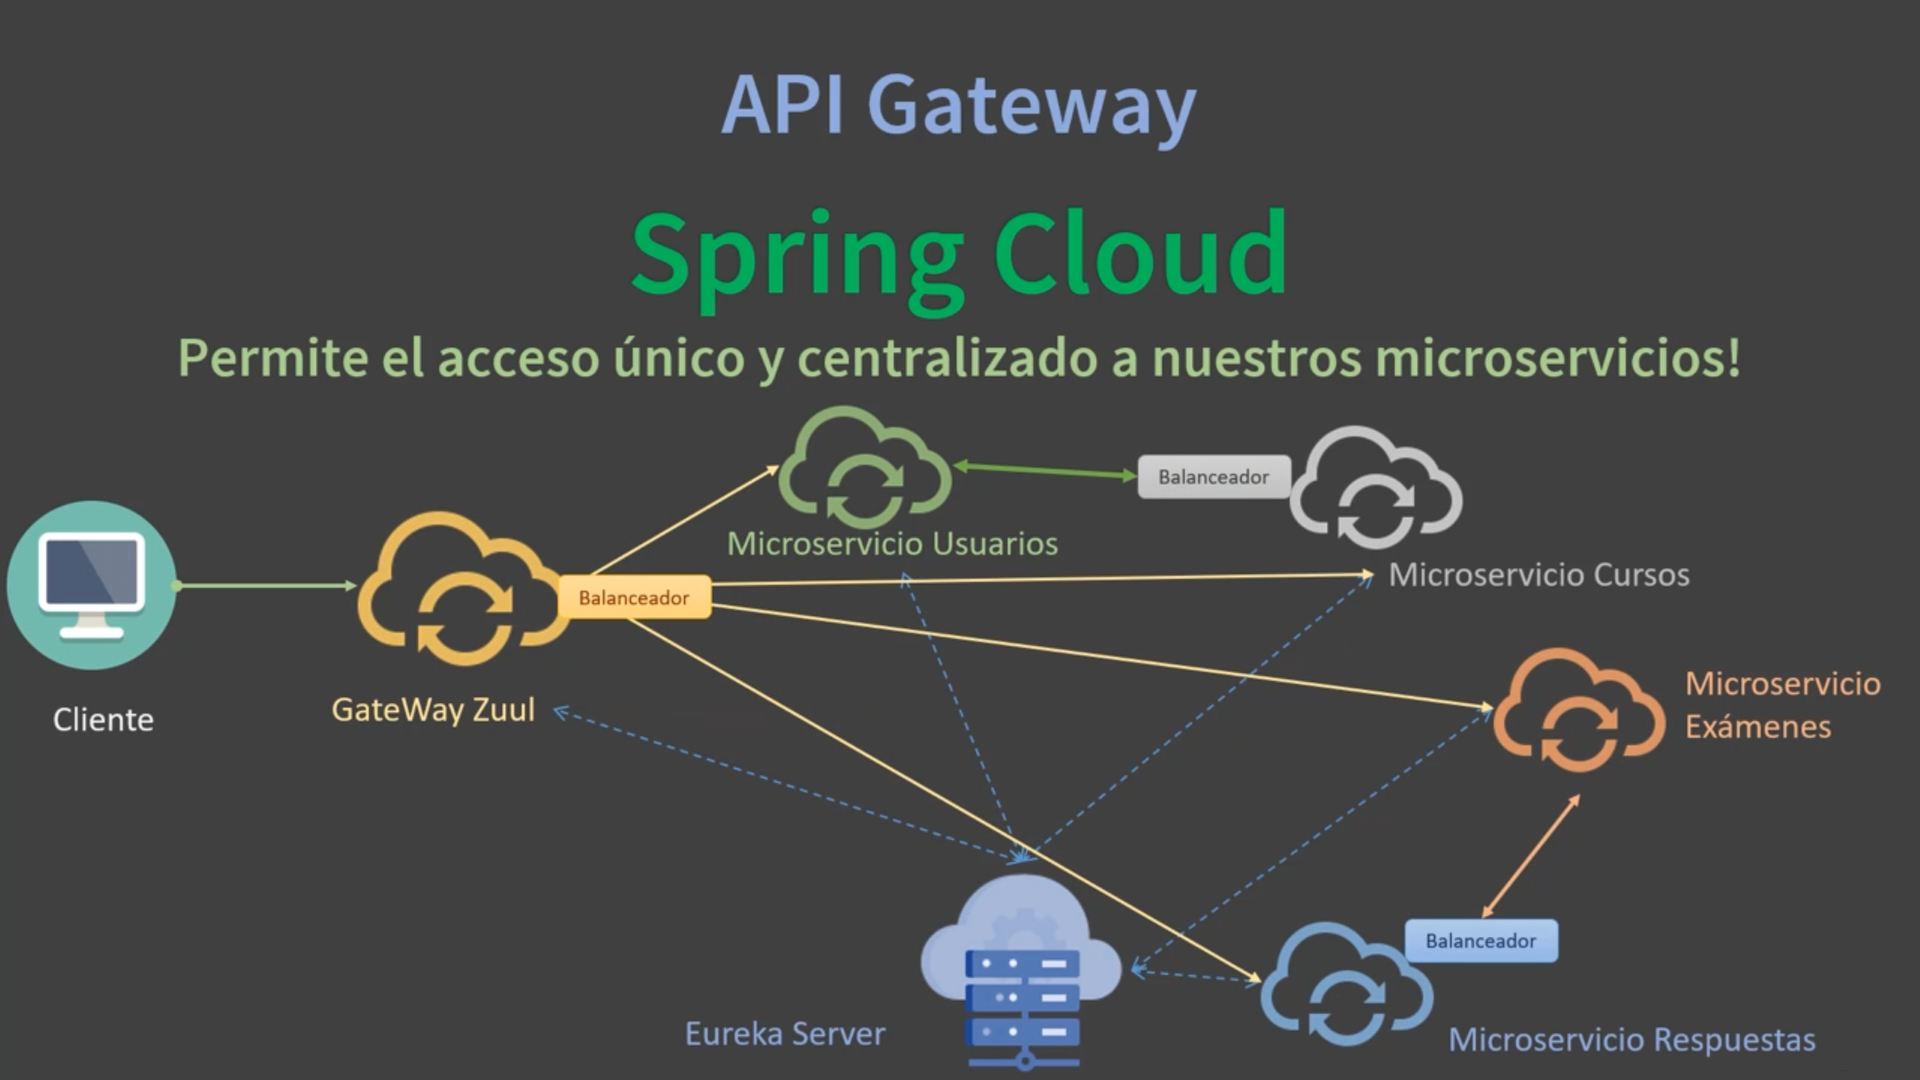 API Gateway
Spring Cloud
Permite el acceso único y centralizado a nuestros microservicios!
Balanceador
Microservicio Usuarios
Microservicio Cursos
Balanceador
Microservicio
Exámenes
GateWay Zuul
Cliente
Balanceador
Eureka Server
Microservicio Respuestas